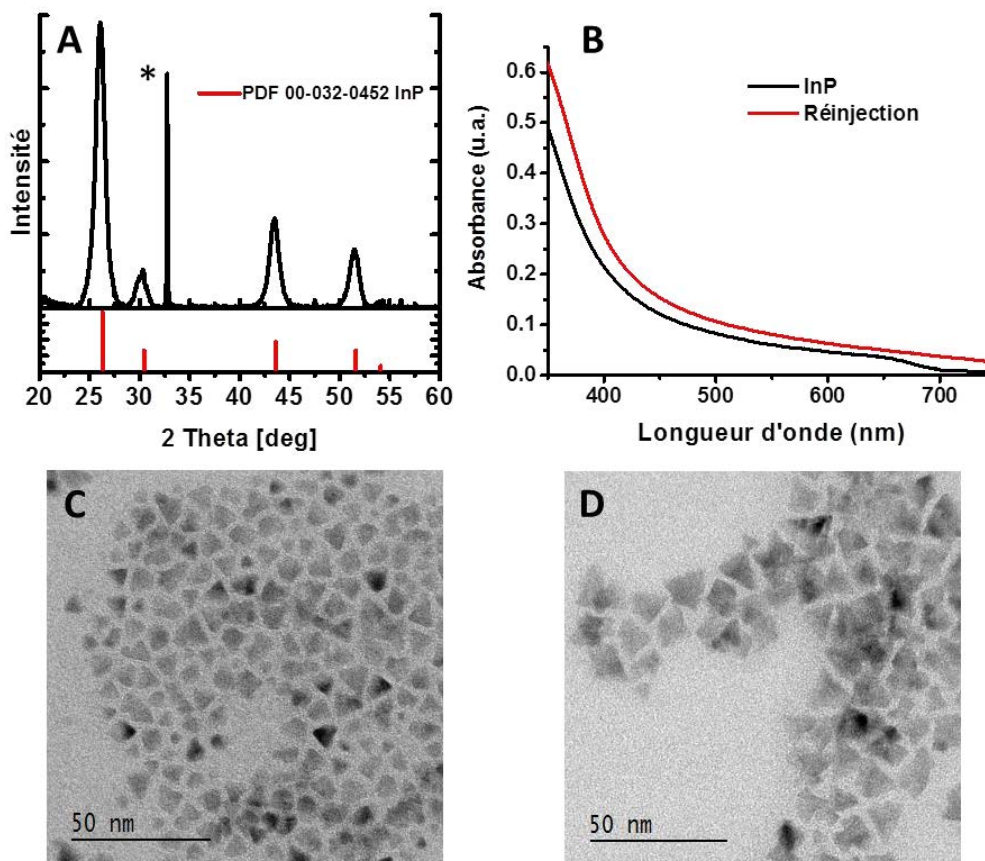 A
*
PDF 00-032-0452 InP
Intensité
20 25 30 35 40 45 50 55 60
2 Theta [deg]
B
InP
Réinjection
Absorbance (u.a.)
0.6
0.5
0.4
0.3
0.2
0.1
0.0
400 500 600 700
Longueur d'onde (nm)
C
50 nm
D
50 nm